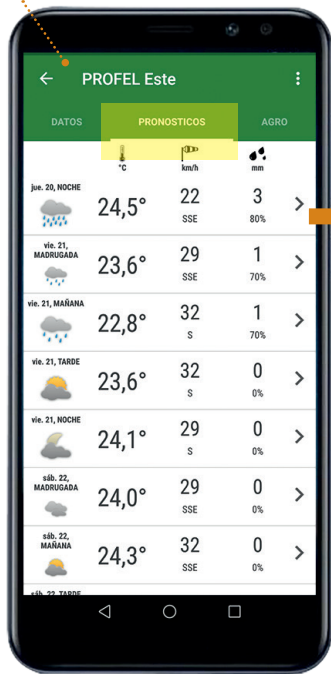 PROFEL Este
DATOS PRONOSTICOS AGRO
°C km/h mm
jue. 20, NOCHE
24,5° 22 3
SSE 80%
vie. 21,
MADRUGADA
23,6° 29 1
SSE 70%
vie. 21, MAÑANA
22,8° 32 1
S 70%
vie. 21, TARDE
23,6° 32 0
S 0%
vie. 21, NOCHE
24,1° 29 0
S 0%
sáb. 22,
MADRUGADA
24,0° 29 0
SSE 0%
sáb. 22,
MAÑANA
24,3° 32 0
SSE 0%
sáb. 22, TARDE